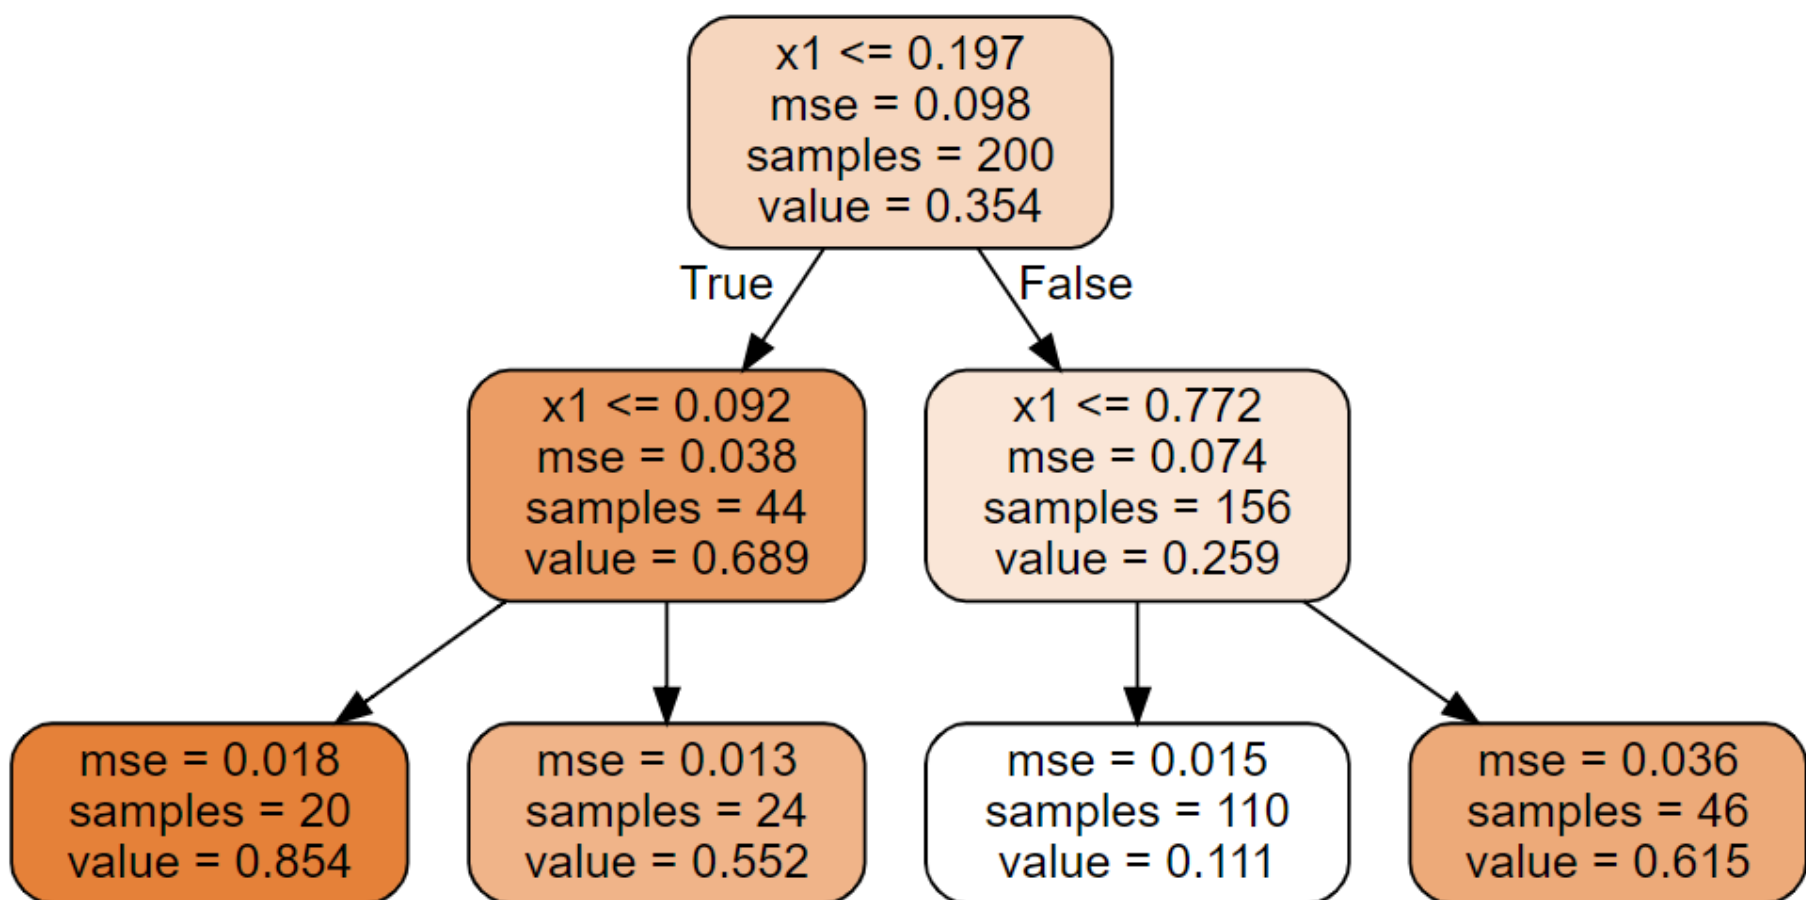 x1 <= 0.197
mse = 0.098
samples = 200
value = 0.354
True
False
x1 <= 0.092
mse = 0.038
samples = 44
value = 0.689
x1 <= 0.772
mse = 0.074
samples = 156
value = 0.259
mse = 0.018
samples = 20
value = 0.854
mse = 0.013
samples = 24
value = 0.552
mse = 0.015
samples = 110
value = 0.111
mse = 0.036
samples = 46
value = 0.615